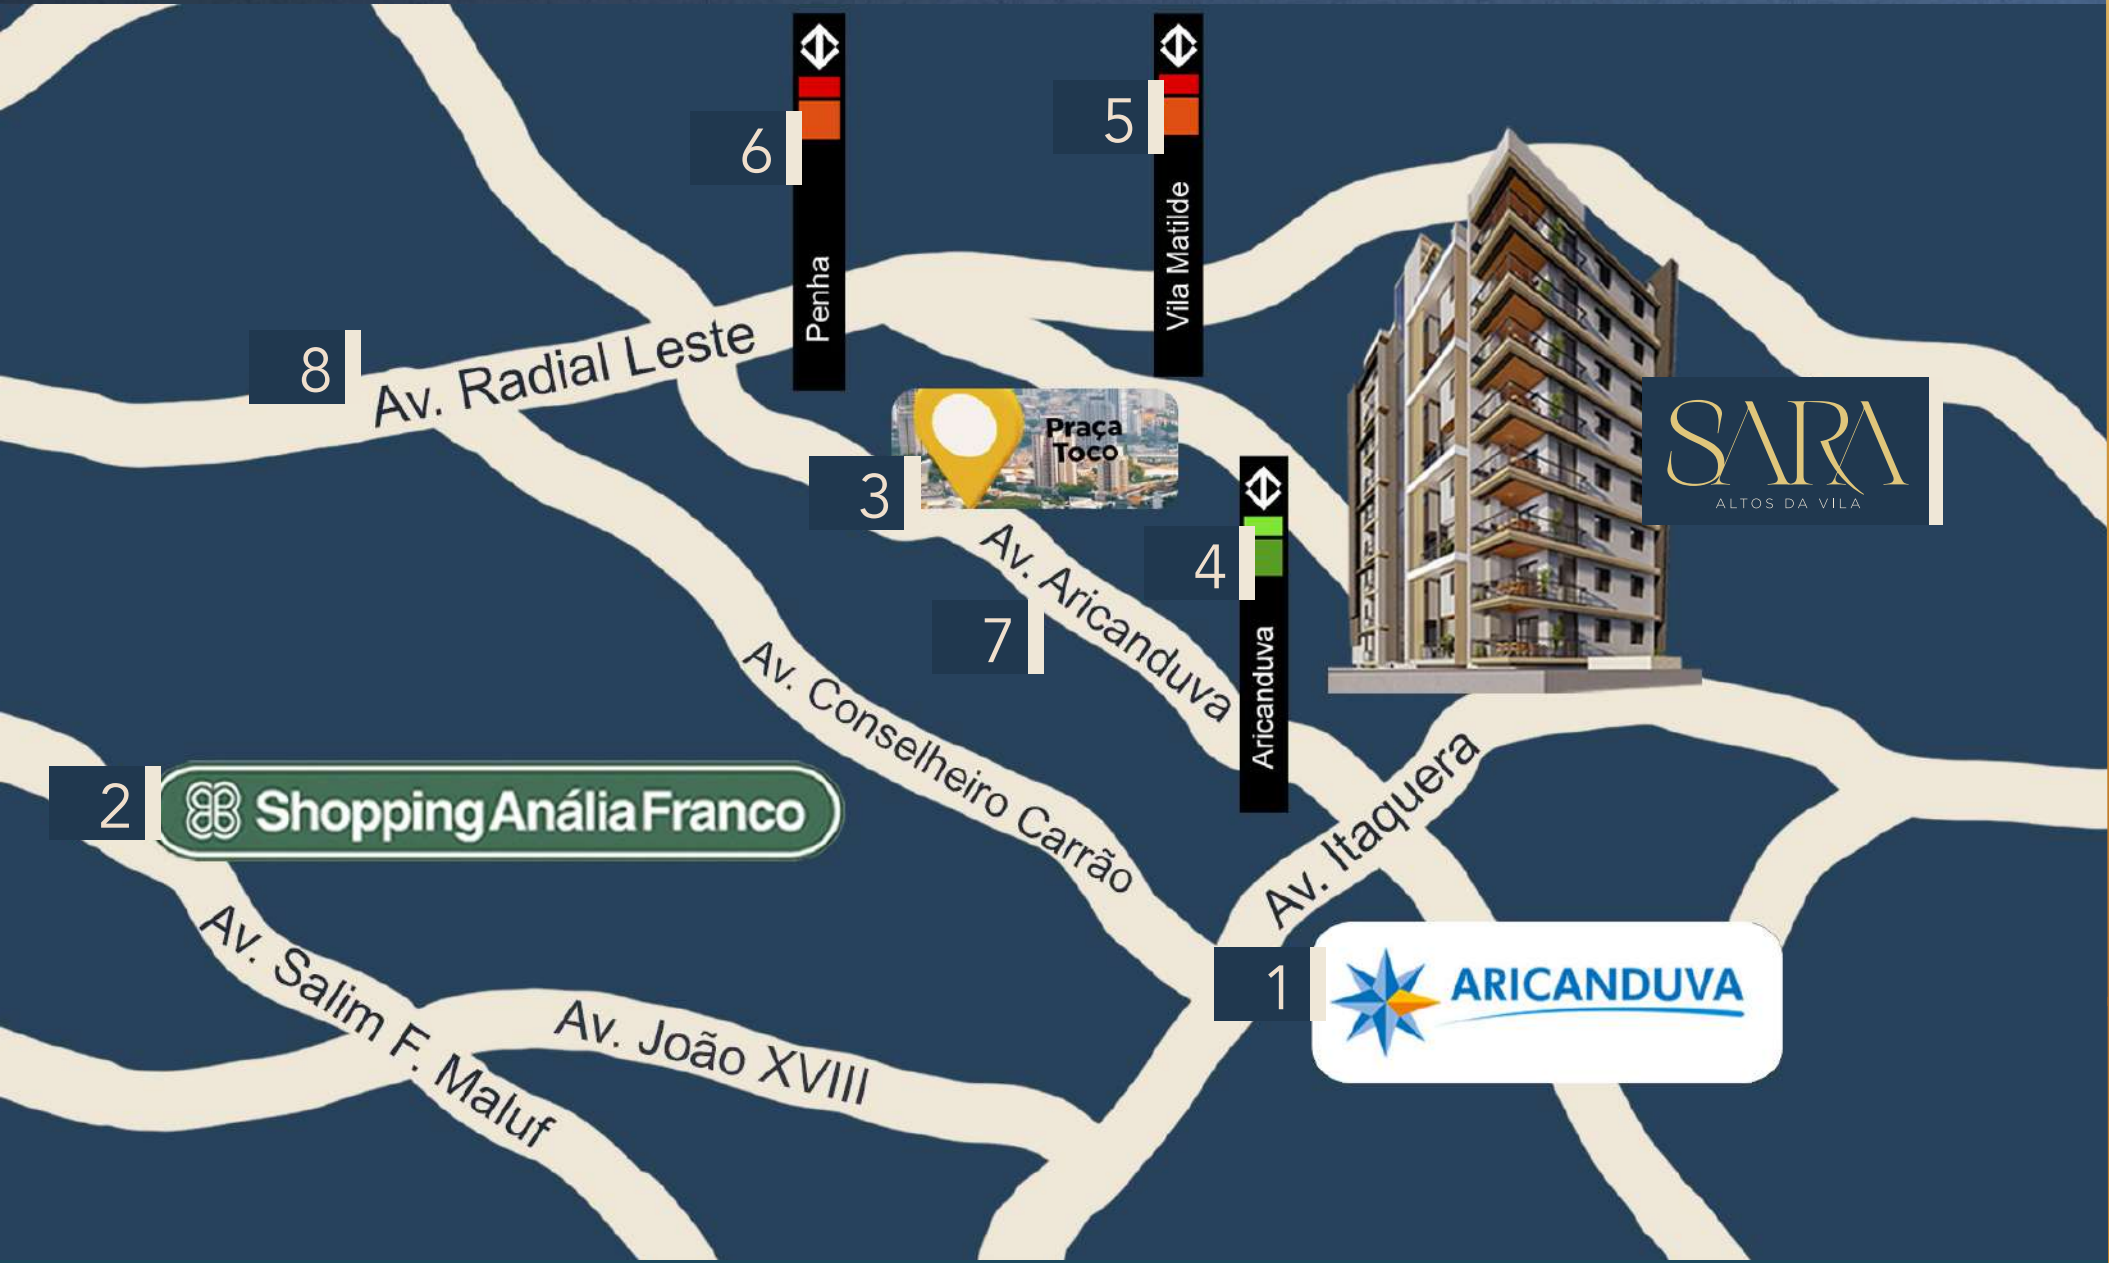 6
5
Penha
Vila Matilde
8
Av. Radial Leste
Praça
Toco
3
SARA
ALTOS DA VILA
4
Aricanduva
Av. Aricanduva
7
Av. Conselheiro Carrão
Av. Itaquera
2
Shopping Anália Franco
Av. Salim F. Maluf
Av. João XVIII
1
ARICANDUVA